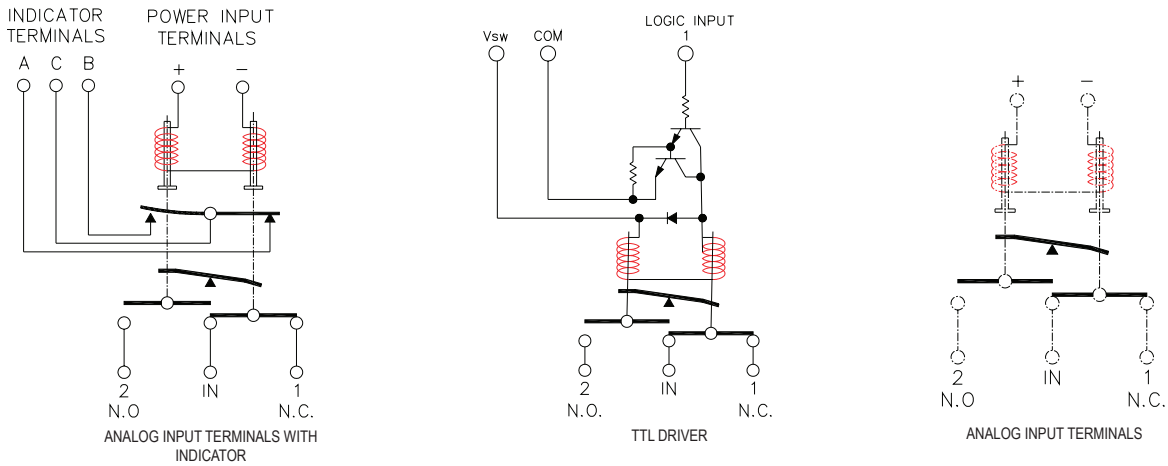 INDICATOR
TERMINALS
A C B
POWER INPUT
TERMINALS
+ −
2 IN 1
N.O N.C.
ANALOG INPUT TERMINALS WITH
INDICATOR
Vsw COM
LOGIC INPUT
1
2 IN 1
N.O. N.C.
TTL DRIVER
+ −
2 IN 1
N.O N.C.
ANALOG INPUT TERMINALS